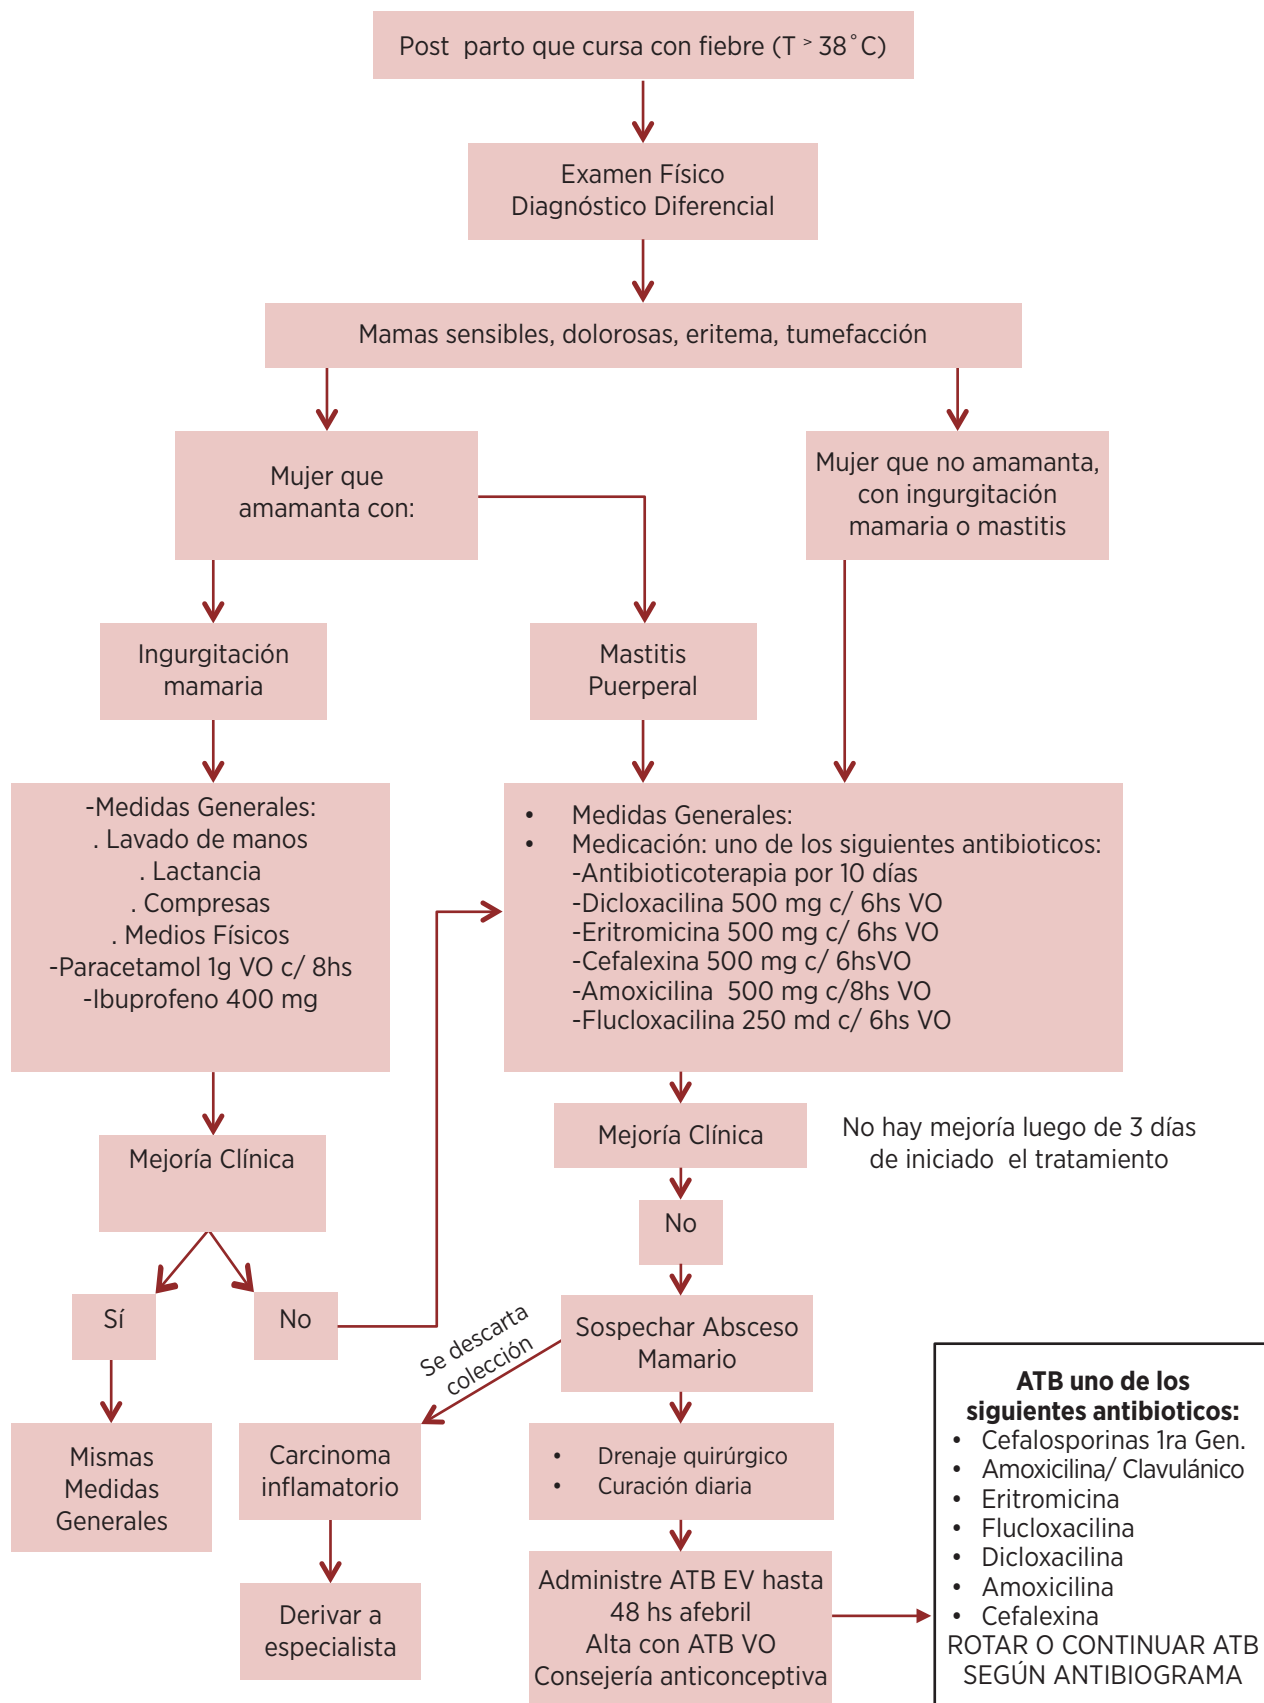 Post parto que cursa con fiebre (T > 38°C)
Examen Físico
Diagnóstico Diferencial
Mamas sensibles, dolorosas, eritema, tumefacción
Mujer que
amamanta con:
Mujer que no amamanta,
con ingurgitación
mamaria o mastitis
Ingurgitación
mamaria
Mastitis
Puerperal
-Medidas Generales:
. Lavado de manos
. Lactancia
. Compresas
. Medios Físicos
-Paracetamol 1g VO c/ 8hs
-Ibuprofeno 400 mg
• Medidas Generales:
• Medicación: uno de los siguientes antibioticos:
-Antibioticoterapia por 10 días
-Dicloxacilina 500 mg c/ 6hs VO
-Eritromicina 500 mg c/ 6hs VO
-Cefalexina 500 mg c/ 6hsVO
-Amoxicilina 500 mg c/8hs VO
-Flucloxacilina 250 md c/ 6hs VO
Mejoría Clínica
Mejoría Clínica
No hay mejoría luego de 3 días
de iniciado el tratamiento
No
Sí
No
Sospechar Absceso
Mamario
Se descarta
colección
Mismas
Medidas
Generales
Carcinoma
inflamatorio
• Drenaje quirúrgico
• Curación diaria
Derivar a
especialista
Administre ATB EV hasta
48 hs afebril
Alta con ATB VO
Consejería anticonceptiva
ATB uno de los
siguientes antibioticos:
• Cefalosporinas 1ra Gen.
• Amoxicilina/ Clavulánico
• Eritromicina
• Flucloxacilina
• Dicloxacilina
• Amoxicilina
• Cefalexina
ROTAR O CONTINUAR ATB
SEGÚN ANTIBIOGRAMA